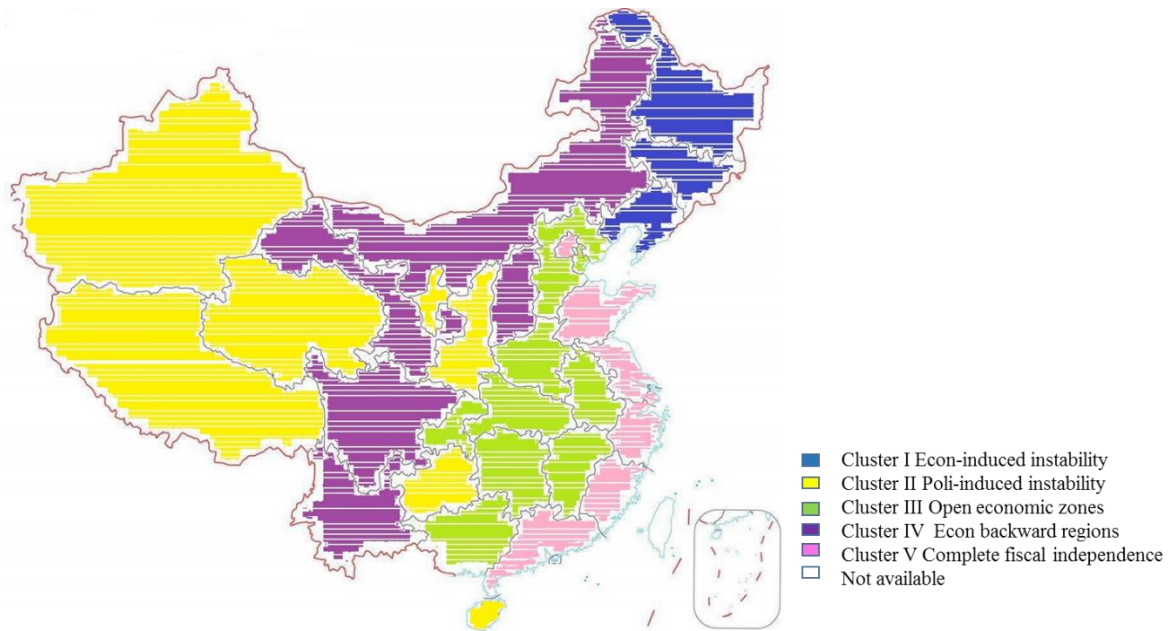 Cluster I Econ-induced instability
Cluster II Poli-induced instability
Cluster III Open economic zones
Cluster IV Econ backward regions
Cluster V Complete fiscal independence
Not available